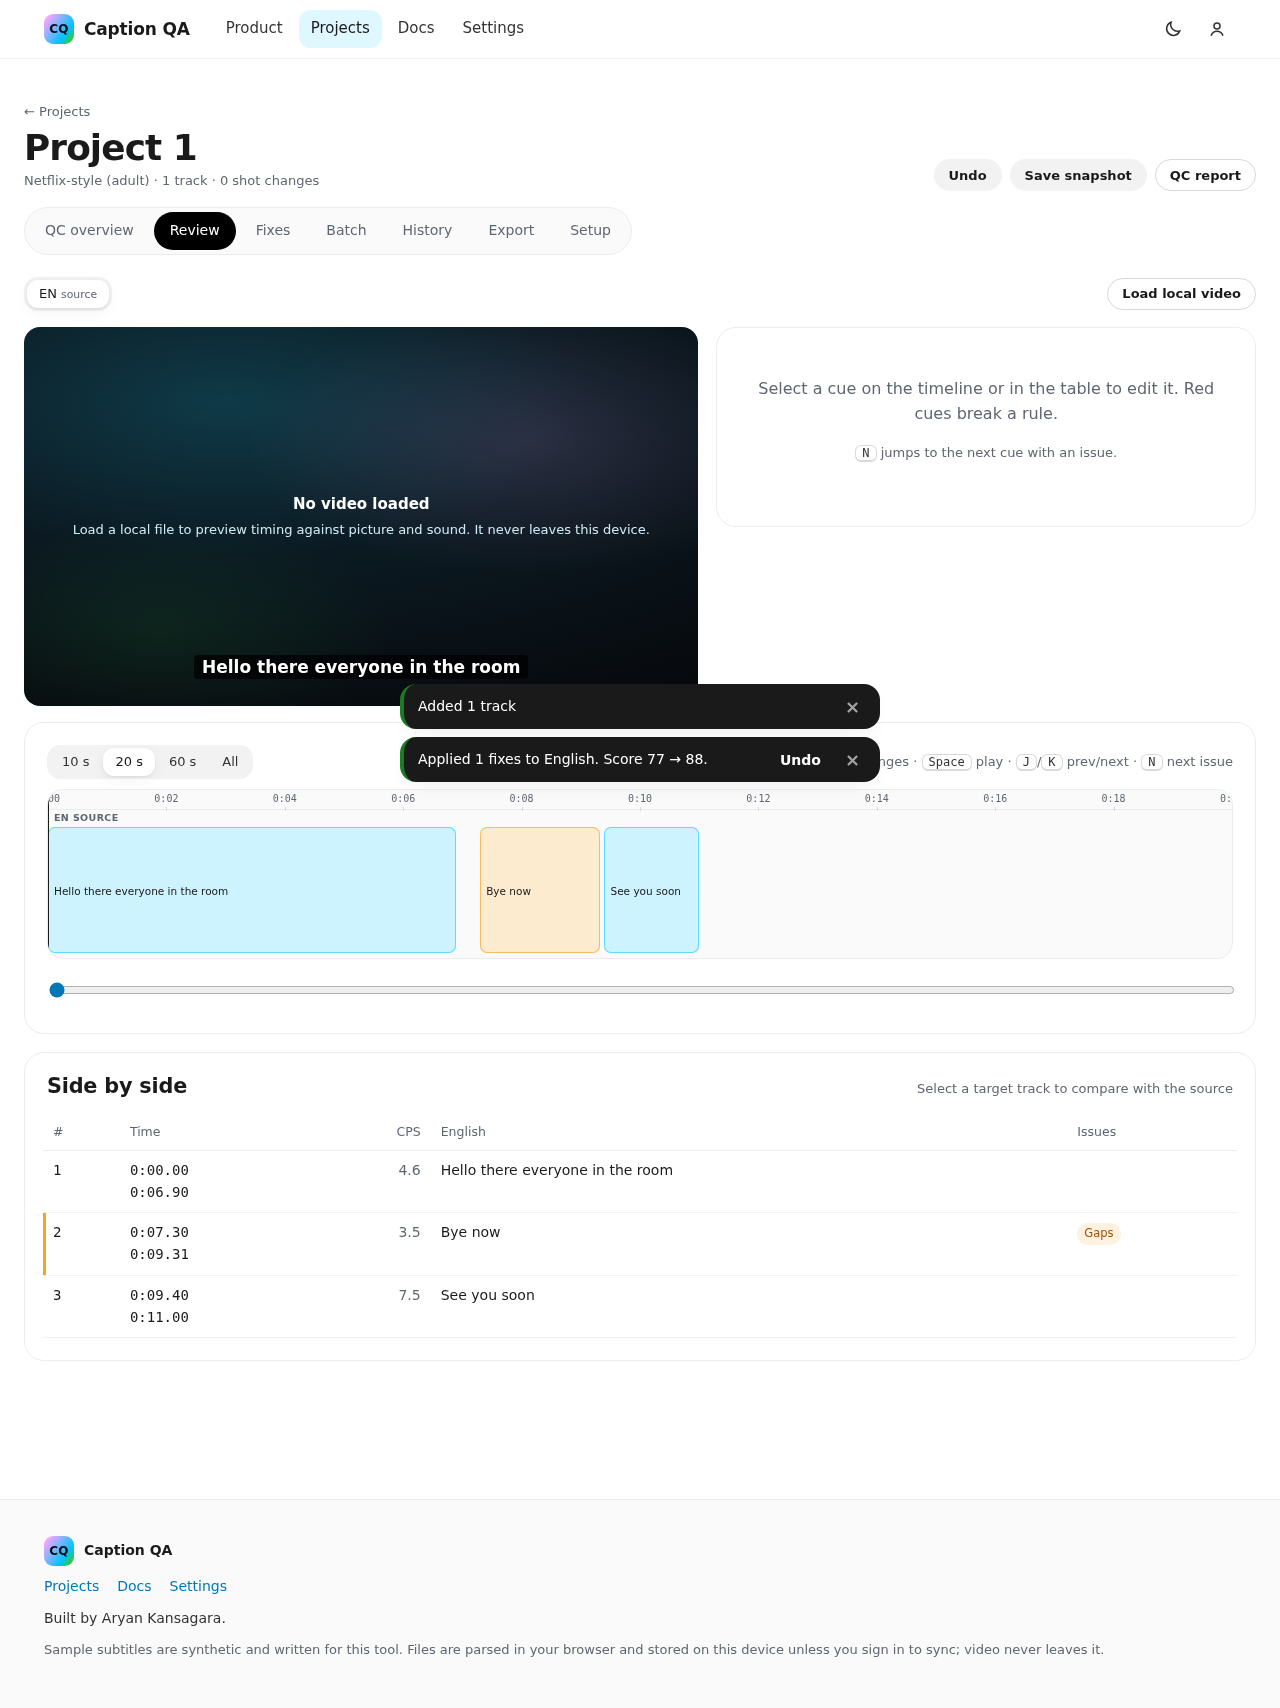 CQ Caption QA Product Projects Docs Settings
← Projects
Project 1
Netflix-style (adult) · 1 track · 0 shot changes
Undo Save snapshot QC report
QC overview Review Fixes Batch History Export Setup
EN source
Load local video
No video loaded
Load a local file to preview timing against picture and sound. It never leaves this device.
Hello there everyone in the room
Select a cue on the timeline or in the table to edit it. Red
cues break a rule.
N jumps to the next cue with an issue.
Added 1 track ×
Applied 1 fixes to English. Score 77 → 88. Undo ×
10 s 20 s 60 s All
· Space play · J/K prev/next · N next issue
0:02 0:04 0:06 0:08 0:10 0:12 0:14 0:16 0:18
EN SOURCE
Hello there everyone in the room
Bye now
See you soon
Side by side
Select a target track to compare with the source
# Time CPS English Issues
1 0:00.00 4.6 Hello there everyone in the room
0:06.90
2 0:07.30 3.5 Bye now Gaps
0:09.31
3 0:09.40 7.5 See you soon
0:11.00
CQ Caption QA
Projects Docs Settings
Built by Aryan Kansagara.
Sample subtitles are synthetic and written for this tool. Files are parsed in your browser and stored on this device unless you sign in to sync; video never leaves it.